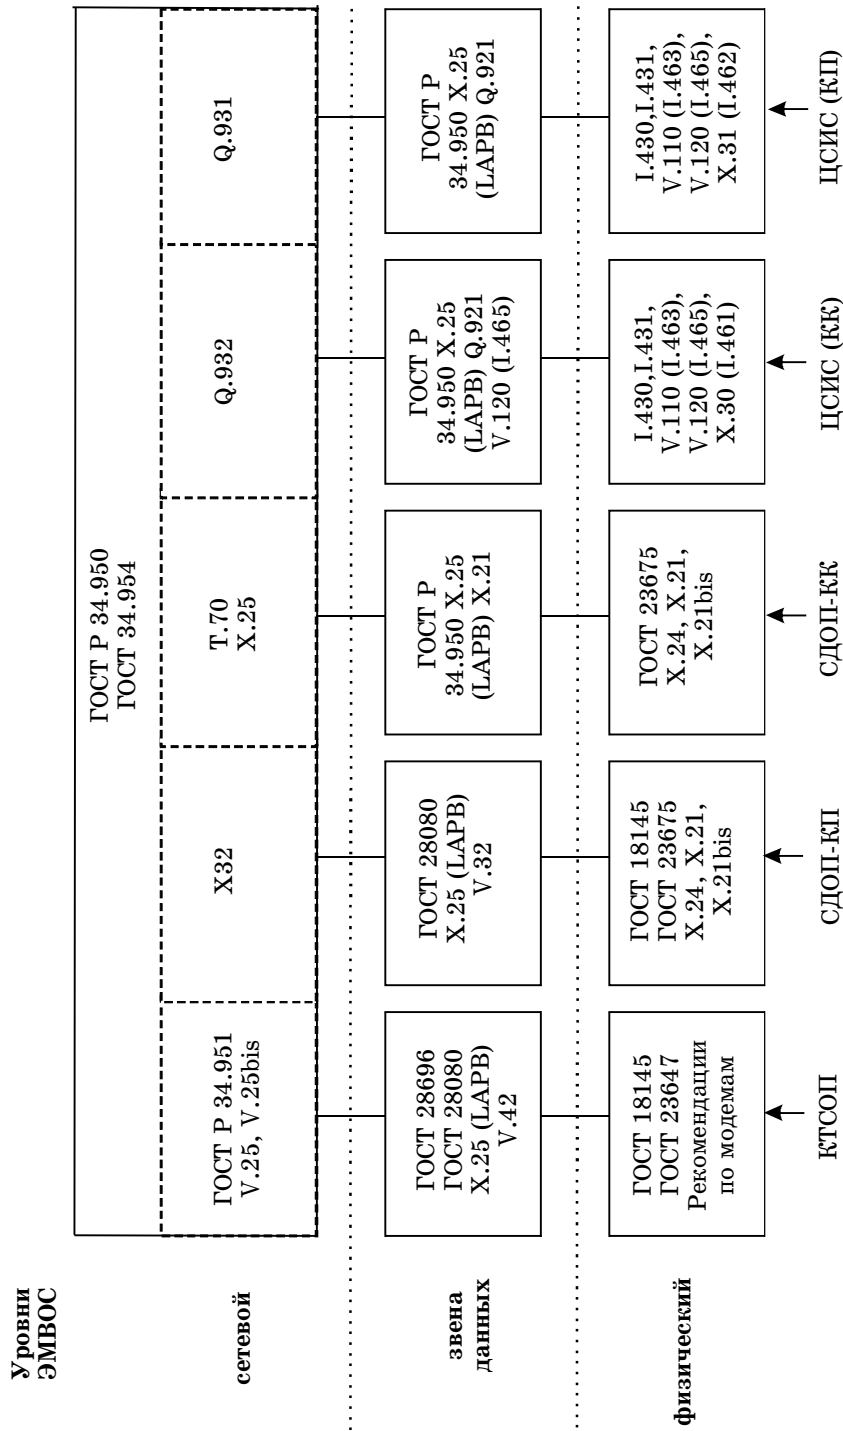 Уровни
ЭМВОС
ГОСТ Р 34.950
ГОСТ 34.954
сетевой
ГОСТ Р 34.951
V.25, V.25bis
X32
T.70
X.25
Q.932
Q.931
звена
данных
ГОСТ 28696
ГОСТ 28080
X.25 (LAPB)
V.42
ГОСТ 28080
X.25 (LAPB)
V.32
ГОСТ Р
34.950 X.25
(LAPB) X.21
ГОСТ Р
34.950 X.25
(LAPB) Q.921
V.120 (I.465)
ГОСТ Р
34.950 X.25
(LAPB) Q.921
физический
ГОСТ 18145
ГОСТ 23647
Рекомендации
по модемам
ГОСТ 18145
ГОСТ 23675
X.24, X.21,
X.21bis
ГОСТ 23675
X.24, X.21,
X.21bis
I.430,I.431,
V.110 (I.463),
V.120 (I.465),
X.30 (I.461)
I.430,I.431,
V.110 (I.463),
V.120 (I.465),
X.31 (I.462)
КТСОП
СДОП-КП
СДОП-КК
ЦСИС (КК)
ЦСИС (КП)